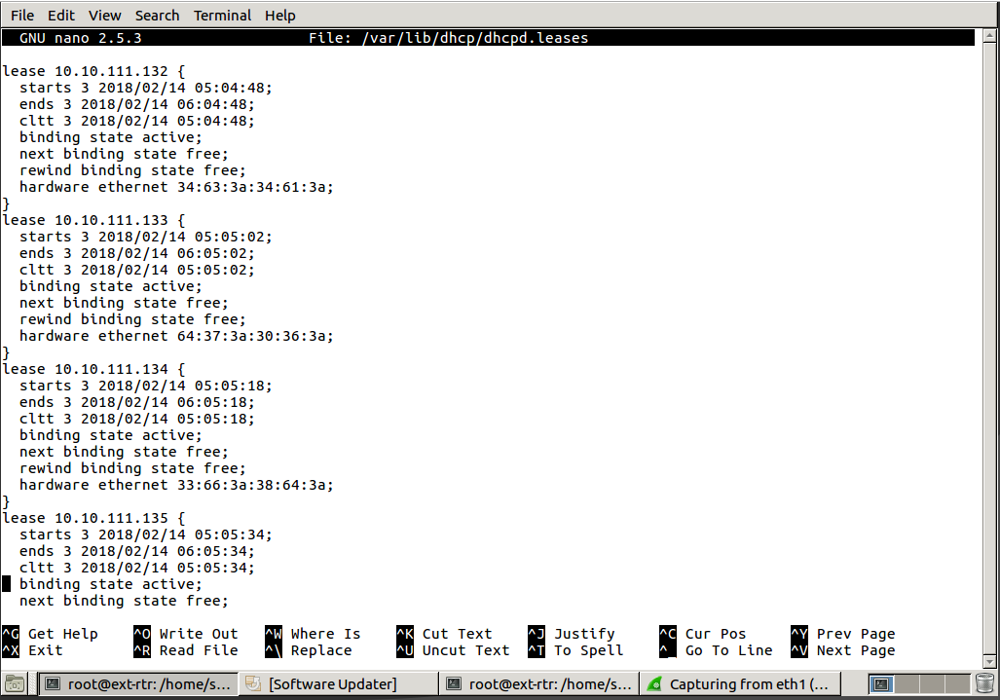 File Edit View Search Terminal Help
GNU nano 2.5.3 File: /var/lib/dhcp/dhcpd.leases
lease 10.10.111.132 {
  starts 3 2018/02/14 05:04:48;
  ends 3 2018/02/14 06:04:48;
  cltt 3 2018/02/14 05:04:48;
  binding state active;
  next binding state free;
  rewind binding state free;
  hardware ethernet 34:63:3a:34:61:3a;
}
lease 10.10.111.133 {
  starts 3 2018/02/14 05:05:02;
  ends 3 2018/02/14 06:05:02;
  cltt 3 2018/02/14 05:05:02;
  binding state active;
  next binding state free;
  rewind binding state free;
  hardware ethernet 64:37:3a:30:36:3a;
}
lease 10.10.111.134 {
  starts 3 2018/02/14 05:05:18;
  ends 3 2018/02/14 06:05:18;
  cltt 3 2018/02/14 05:05:18;
  binding state active;
  next binding state free;
  rewind binding state free;
  hardware ethernet 33:66:3a:38:64:3a;
}
lease 10.10.111.135 {
  starts 3 2018/02/14 05:05:34;
  ends 3 2018/02/14 06:05:34;
  cltt 3 2018/02/14 05:05:34;
  binding state active;
  next binding state free;
^G Get Help ^O Write Out ^W Where Is ^K Cut Text ^J Justify ^C Cur Pos ^Y Prev Page
^X Exit ^R Read File ^\ Replace ^U Uncut Text ^T To Spell ^_ Go To Line ^V Next Page
root@ext-rtr: /home/s... [Software Updater] root@ext-rtr: /home/s... Capturing from eth1 (...